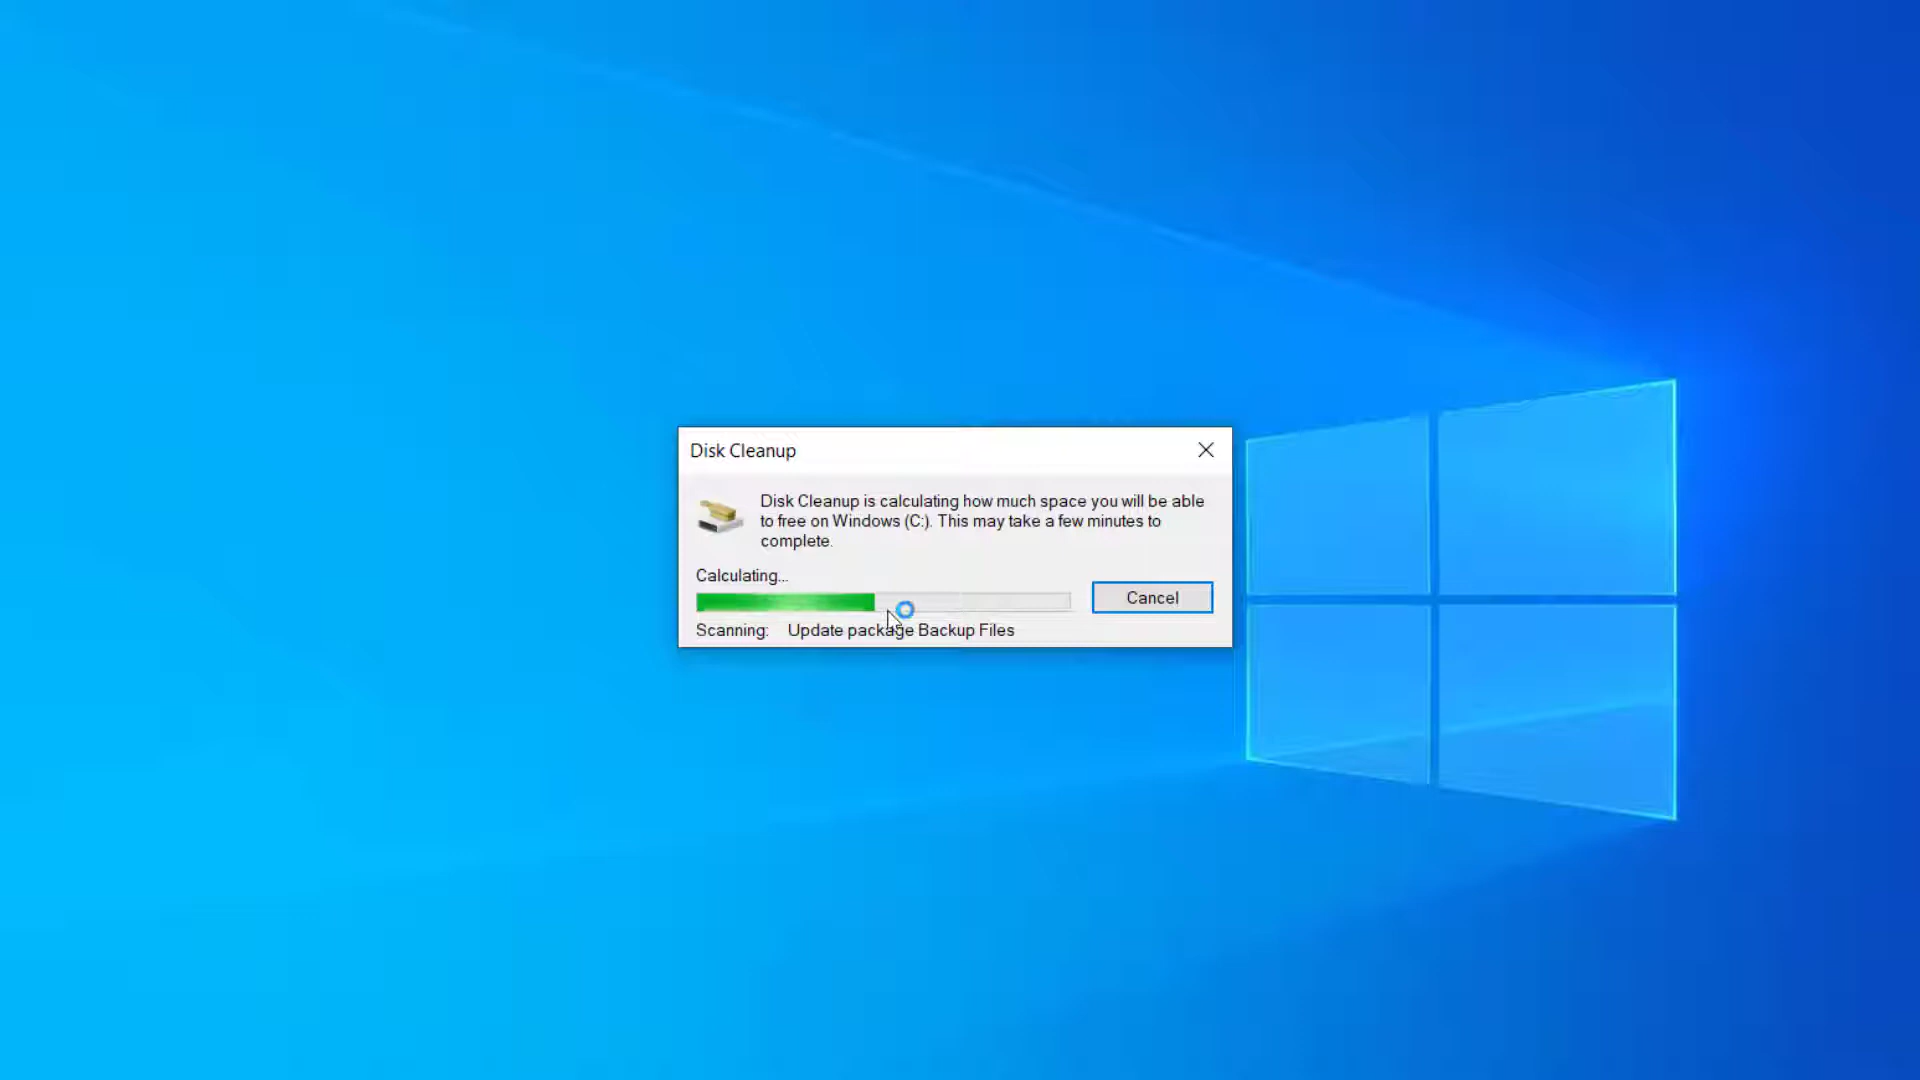 Disk Cleanup
Disk Cleanup is calculating how much space you will be able
to free on Windows (C:). This may take a few minutes to
complete.
Calculating...
Cancel
Scanning: Update package Backup Files